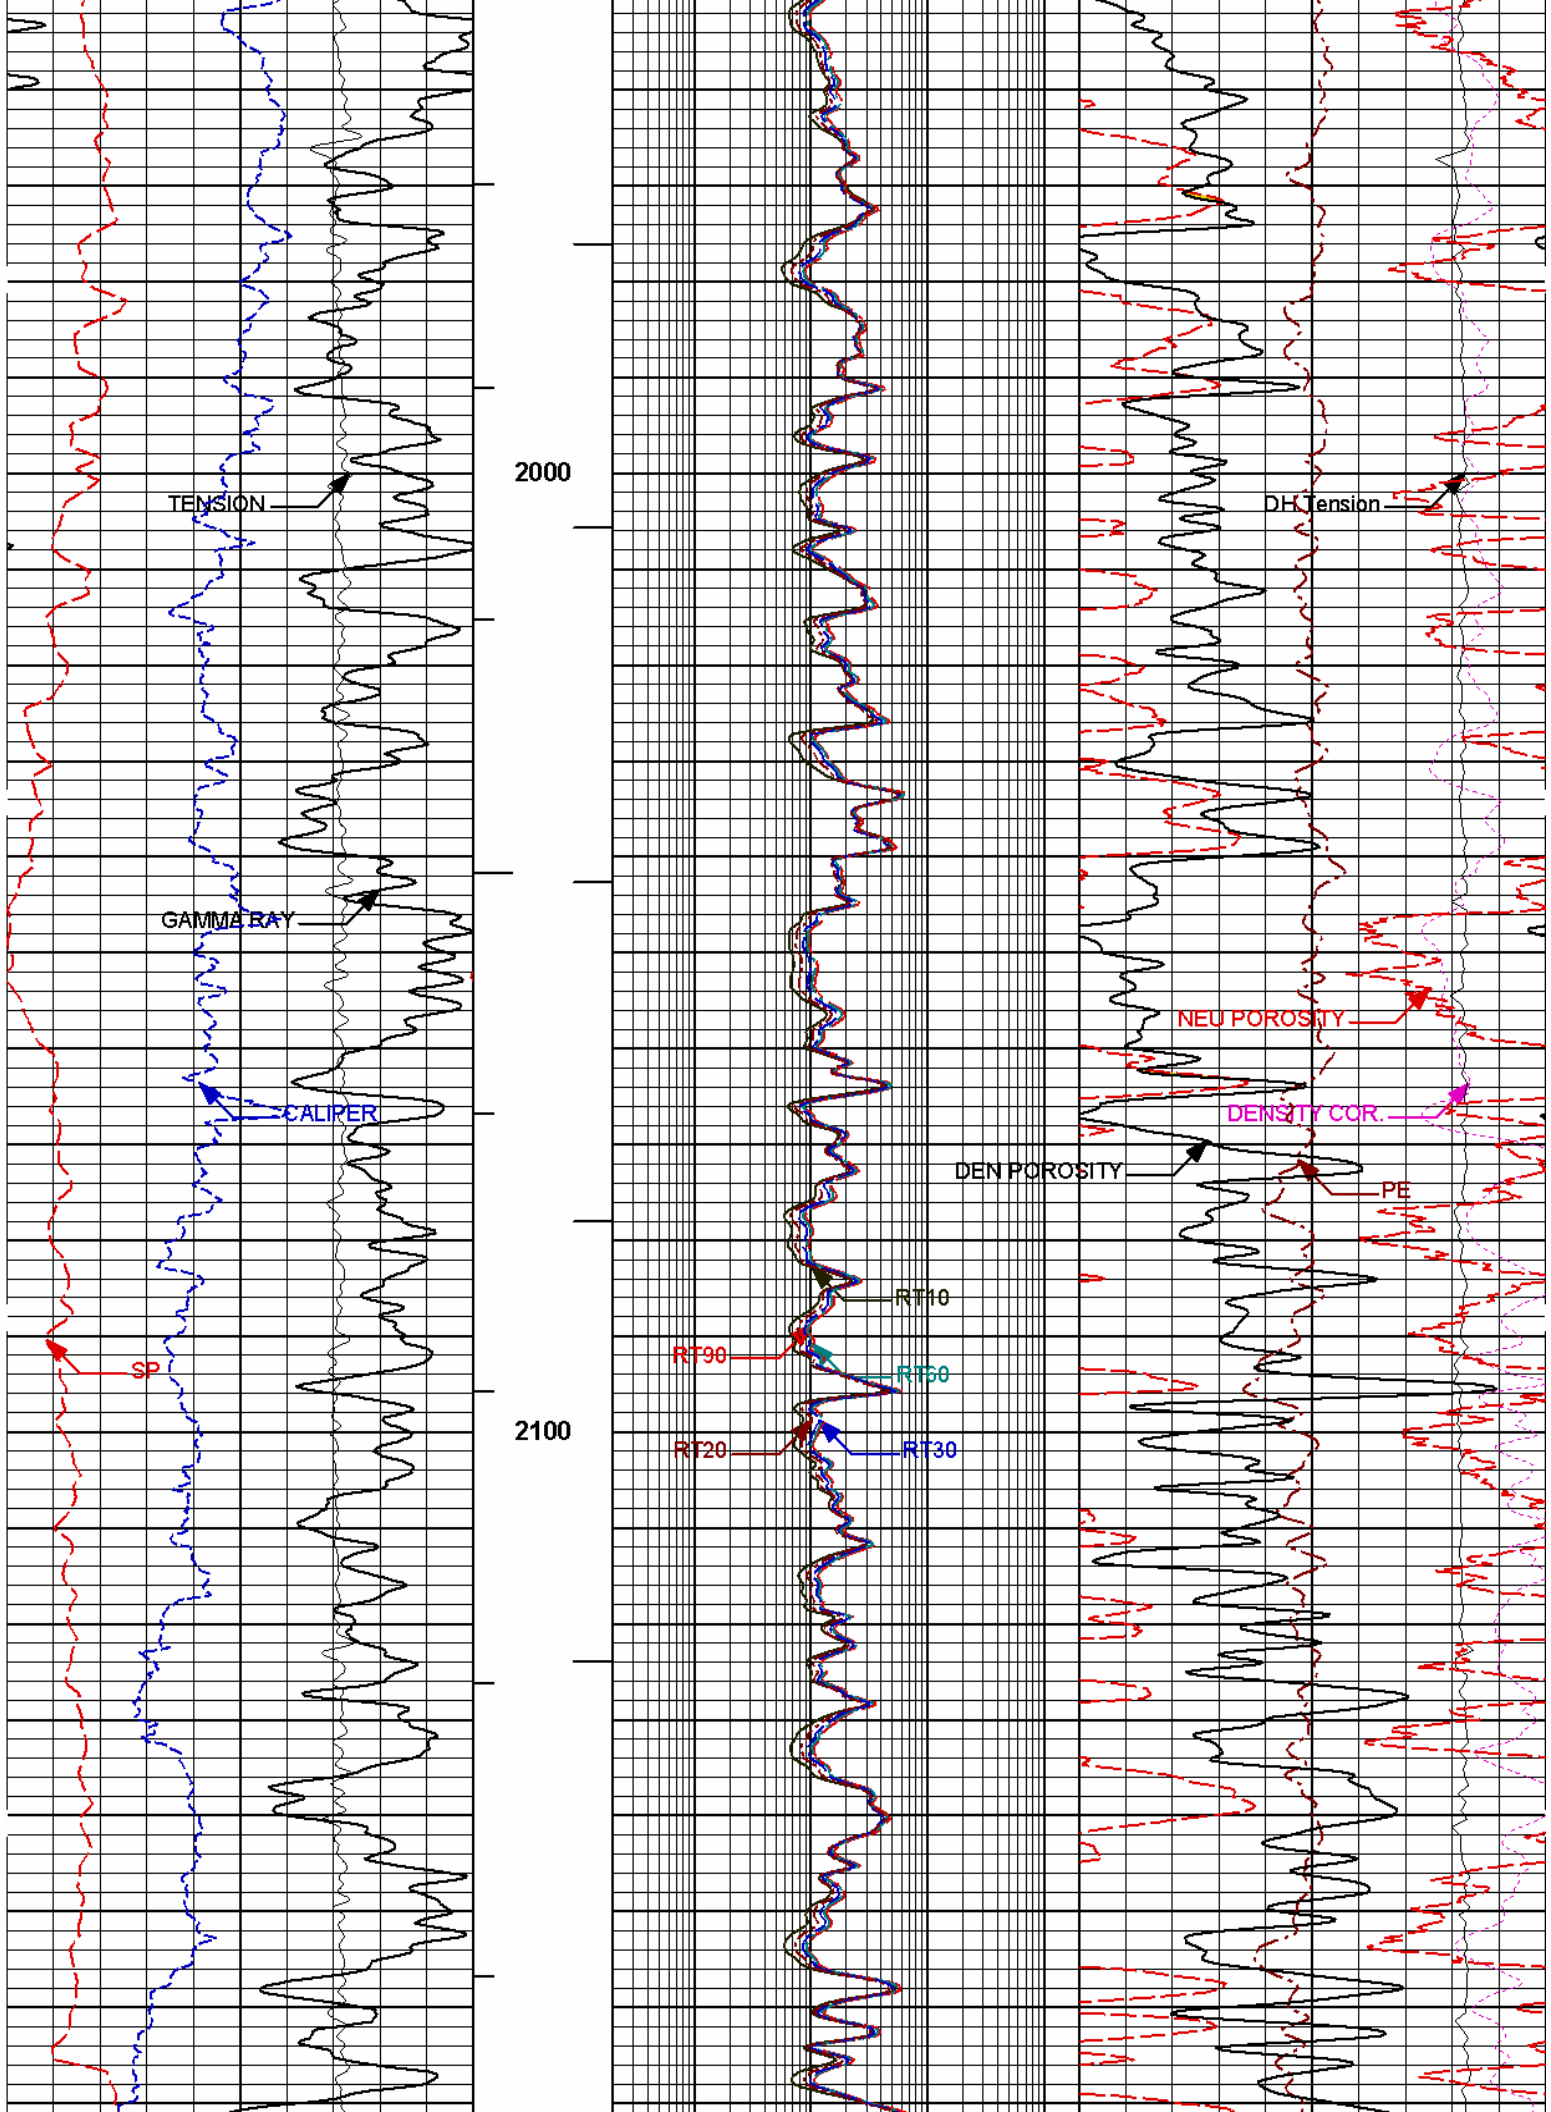 2000
TENSION
DH Tension
GAMMA RAY
NEU POROSITY
CALIPER
DENSITY COR.
DEN POROSITY
PE
RT10
RT90
SP
RT60
2100
RT20
RT30